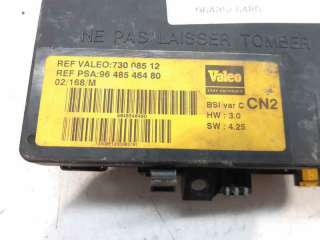 NE PAS LAISSER TOMBER
REF VALEO:730 085 12
REF PSA:96 485 464 80
02/168/M
Valeo
BSI var C CN2
HW : 3.0
SW : 4.25